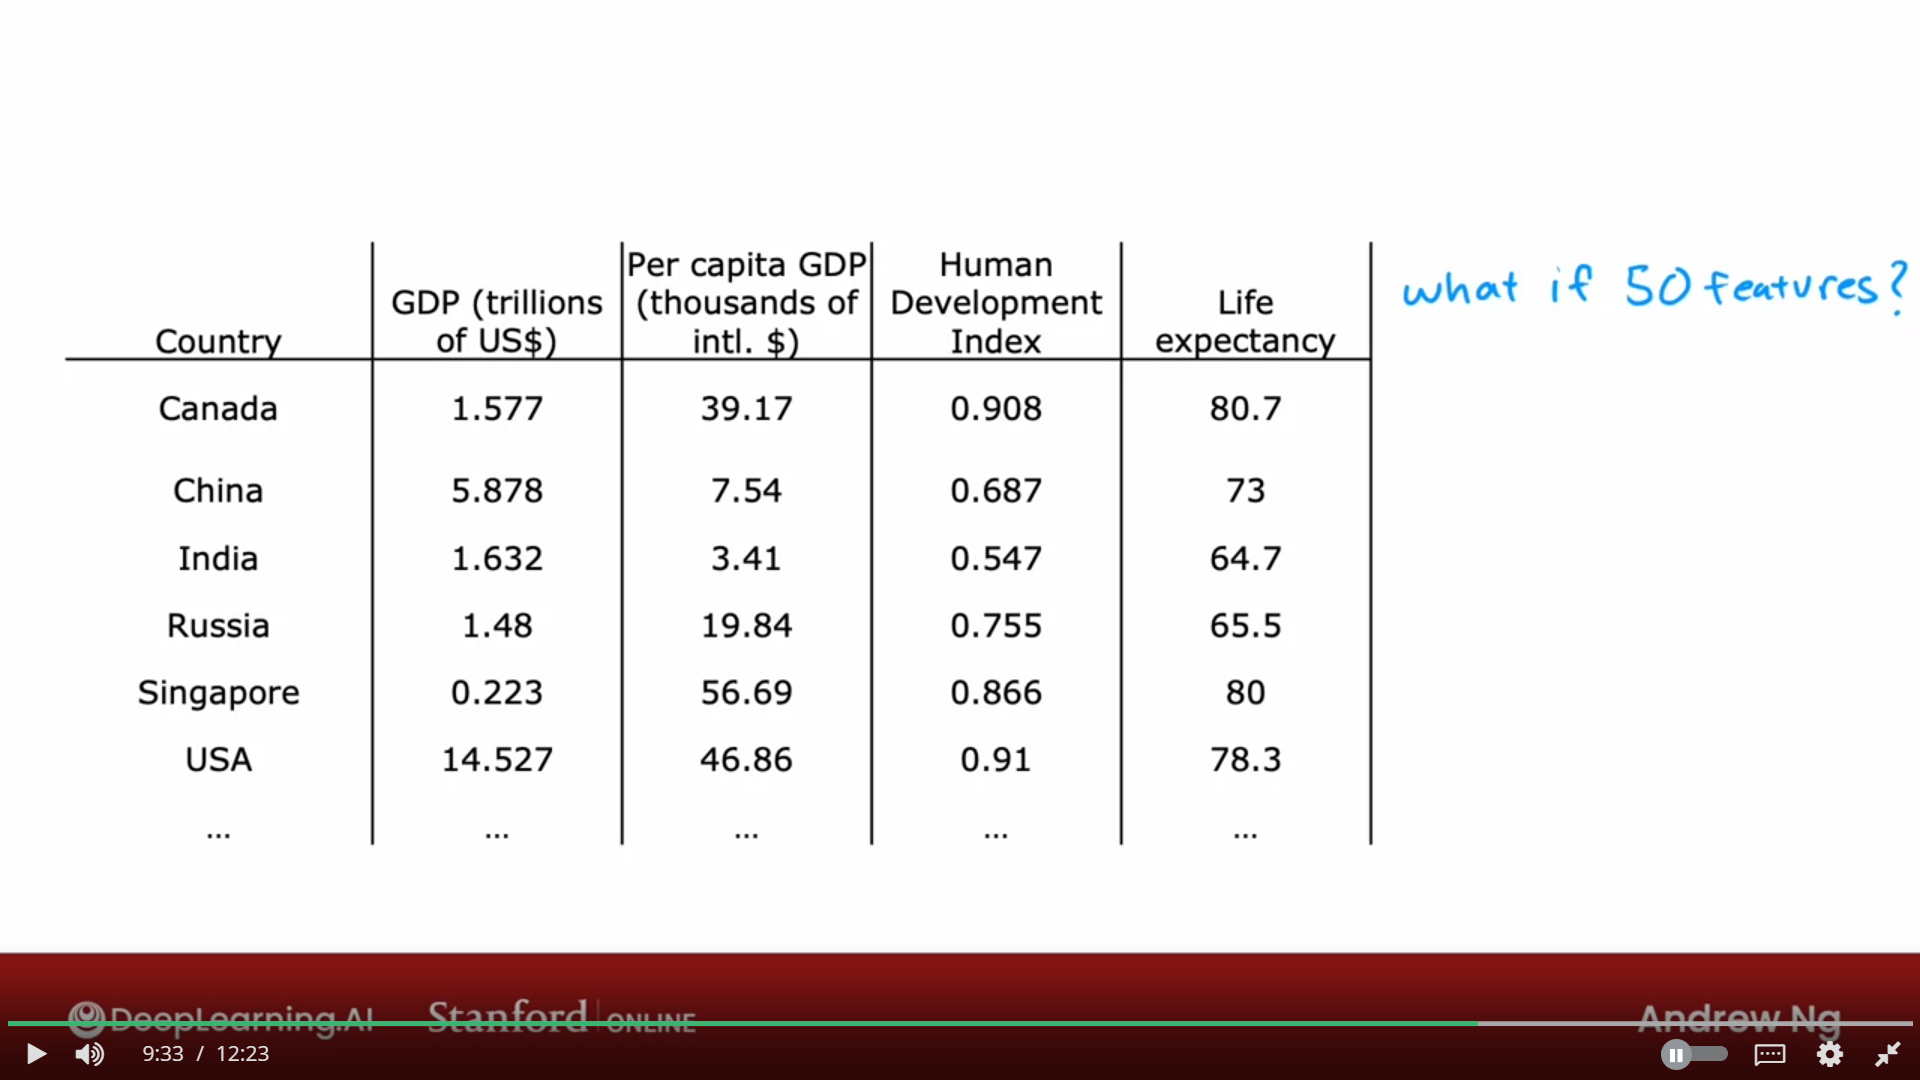 Per capita GDP Human
GDP (trillions (thousands of Development Life what if 50 features?
Country of US$) intl. $) Index expectancy
Canada 1.577 39.17 0.908 80.7
China 5.878 7.54 0.687 73
India 1.632 3.41 0.547 64.7
Russia 1.48 19.84 0.755 65.5
Singapore 0.223 56.69 0.866 80
USA 14.527 46.86 0.91 78.3
... ... ... ... ...
DeepLearning.AI Stanford ONLINE Andrew Ng
9:33 / 12:23